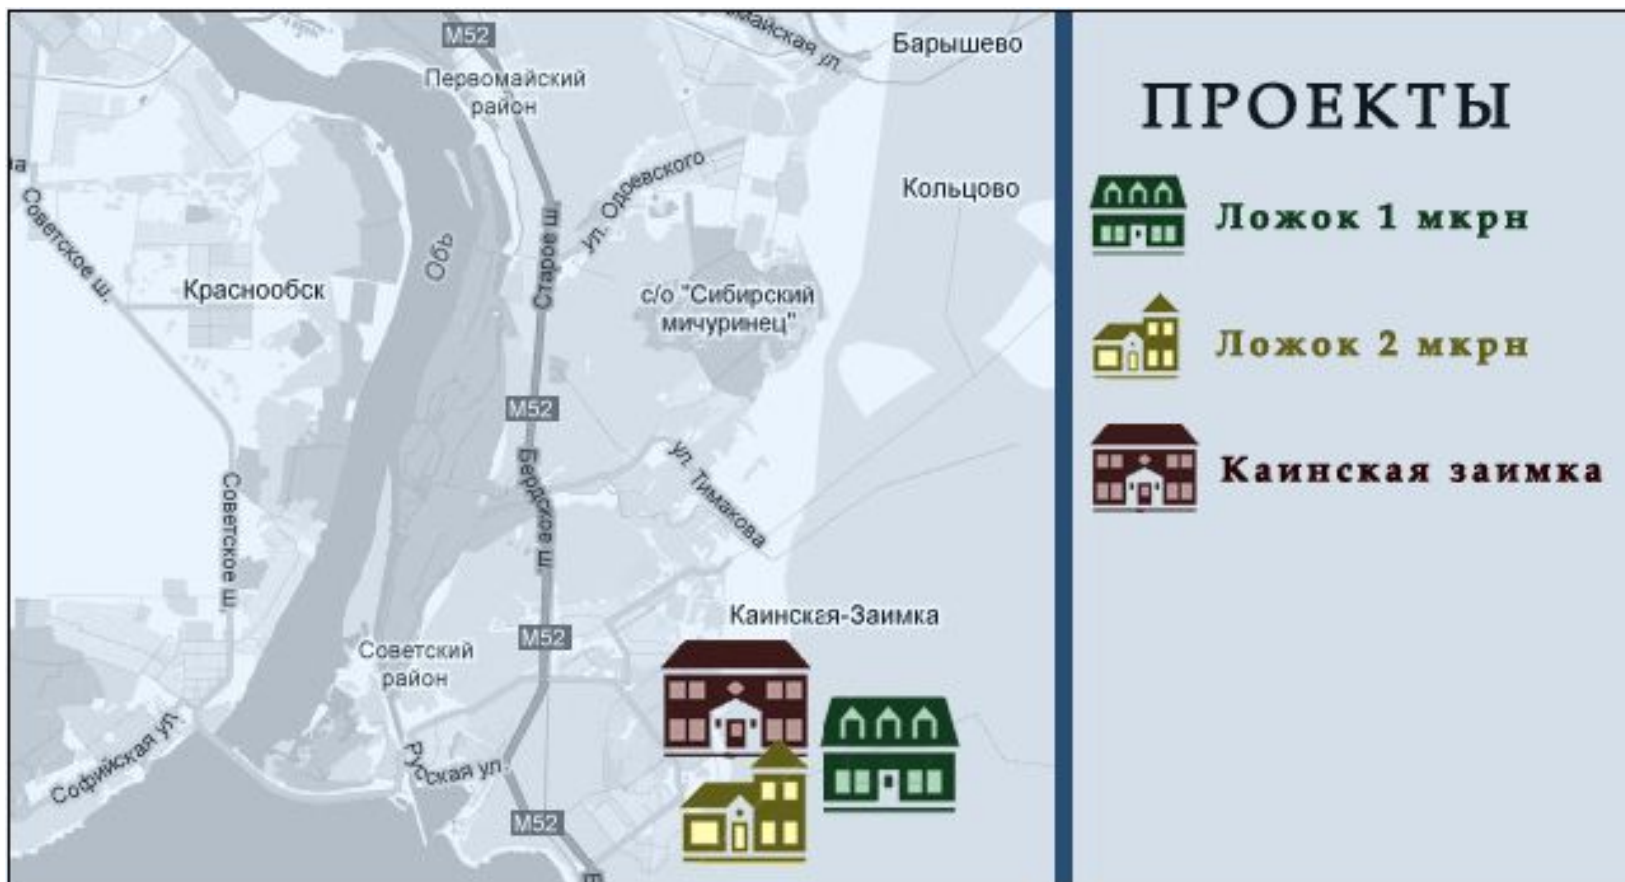 М52
Первомайский
район
Барышево
Советское ш.
Краснообск
Обь
Старое ш.
ул. Одоевского
Кольцово
с/о "Сибирский
мичуринец"
М52
Бердское ш.
ул. Тимакова
Советское ш.
Каинская-Заимка
М52
Советский
район
Софийская ул.
Русская ул.
М52
ПРОЕКТЫ
Ложок 1 мкрн
Ложок 2 мкрн
Каинская заимка